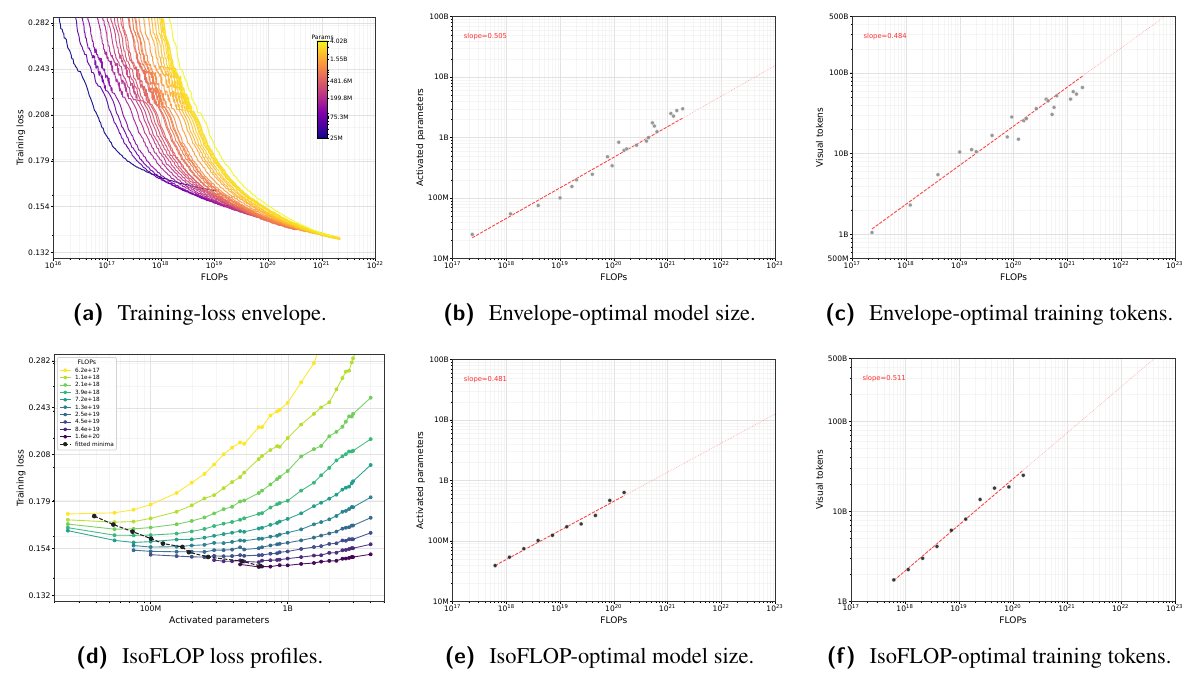 0.282
0.243
0.208
0.179
0.154
0.132
Training loss
10^16 10^17 10^18 10^19 10^20 10^21 10^22
FLOPs
Params
4.02B
1.55B
481.6M
199.8M
75.3M
25M
(a) Training-loss envelope.
slope=0.505
100B
10B
1B
100M
10M
Activated parameters
10^17 10^18 10^19 10^20 10^21 10^22 10^23
FLOPs
(b) Envelope-optimal model size.
slope=0.484
500B
100B
10B
1B
500M
Visual tokens
10^17 10^18 10^19 10^20 10^21 10^22 10^23
FLOPs
(c) Envelope-optimal training tokens.
0.282
0.243
0.208
0.179
0.154
0.132
Training loss
FLOPs
6.2e+17
1.1e+18
2.1e+18
3.9e+18
7.2e+18
1.3e+19
2.5e+19
4.5e+19
8.4e+19
1.6e+20
fitted minima
100M 1B
Activated parameters
(d) IsoFLOP loss profiles.
slope=0.481
100B
10B
1B
100M
10M
Activated parameters
10^17 10^18 10^19 10^20 10^21 10^22 10^23
FLOPs
(e) IsoFLOP-optimal model size.
slope=0.511
500B
100B
10B
1B
Visual tokens
10^17 10^18 10^19 10^20 10^21 10^22 10^23
FLOPs
(f) IsoFLOP-optimal training tokens.